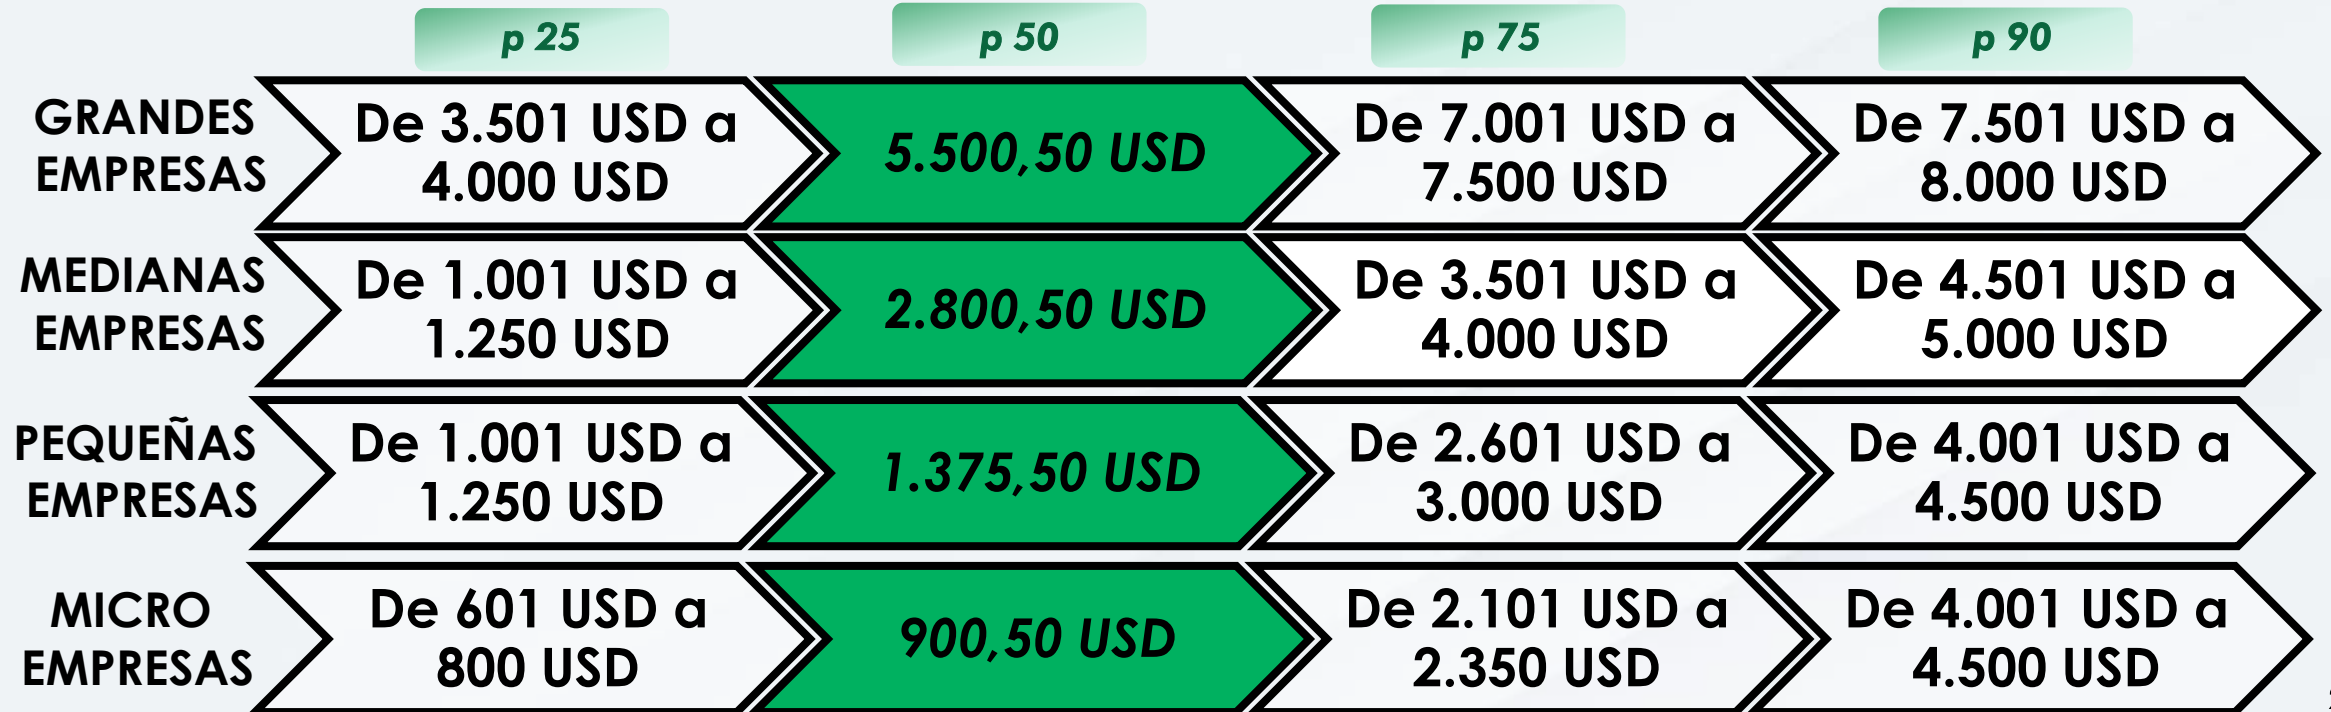 p 25
p 50
p 75
p 90
GRANDES
EMPRESAS
De 3.501 USD a
4.000 USD
5.500,50 USD
De 7.001 USD a
7.500 USD
De 7.501 USD a
8.000 USD
MEDIANAS
EMPRESAS
De 1.001 USD a
1.250 USD
2.800,50 USD
De 3.501 USD a
4.000 USD
De 4.501 USD a
5.000 USD
PEQUEÑAS
EMPRESAS
De 1.001 USD a
1.250 USD
1.375,50 USD
De 2.601 USD a
3.000 USD
De 4.001 USD a
4.500 USD
MICRO
EMPRESAS
De 601 USD a
800 USD
900,50 USD
De 2.101 USD a
2.350 USD
De 4.001 USD a
4.500 USD